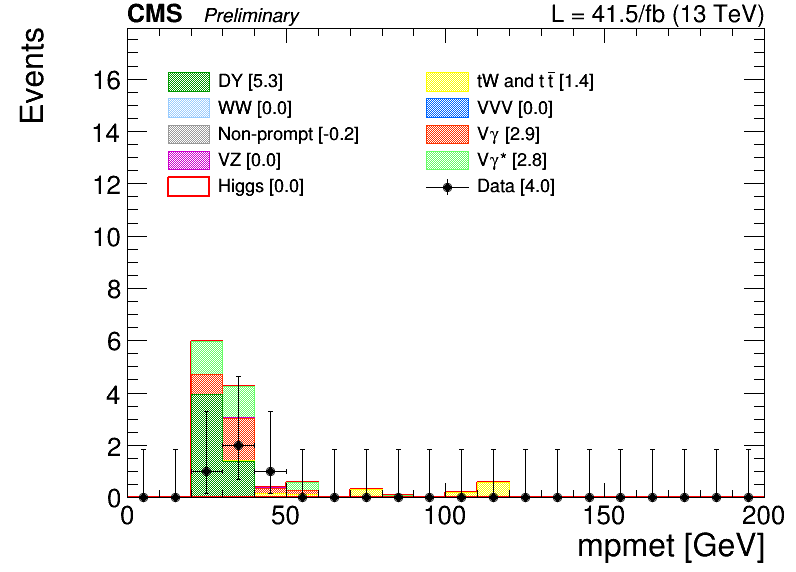 CMS Preliminary L = 41.5/fb (13 TeV)
Events
DY [5.3]
WW [0.0]
Non-prompt [-0.2]
VZ [0.0]
Higgs [0.0]
tW and tt̅ [1.4]
VVV [0.0]
Vγ [2.9]
Vγ* [2.8]
Data [4.0]
16
14
12
10
8
6
4
2
0
0 50 100 150 200
mpmet [GeV]